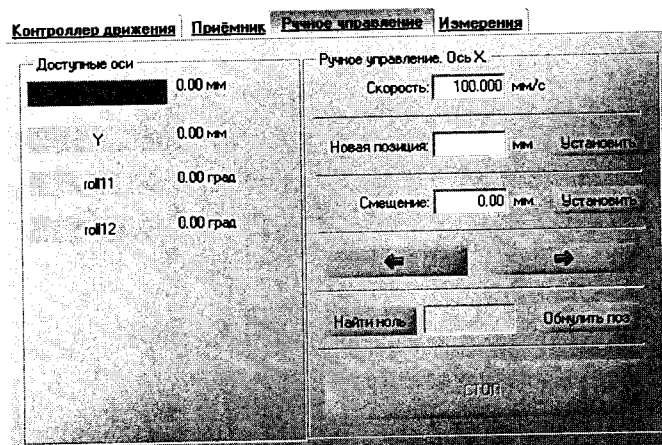 Контроллер движения Приёмник Ручное управление Измерения
Доступные оси
0.00 мм
Y 0.00 мм
roll11 0.00 град
roll12 0.00 град
Ручное управление. Ось X
Скорость: 100.000 мм/с
Новая позиция: мм Установить
Смещение: 0.00 мм Установить
Найти ноль Обнулить поз
СТОП